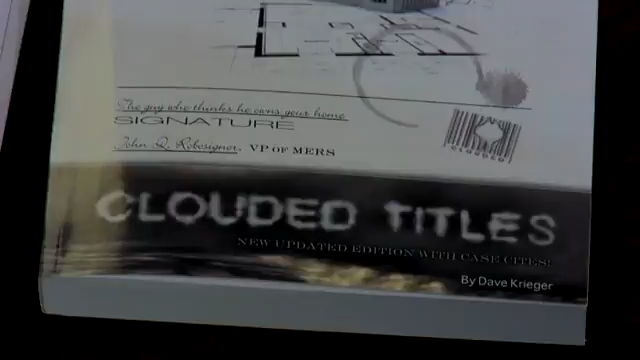 The guy who thinks he owns your home
SIGNATURE
John Q. Robosigner, VP OF MERS
CLOUDED
CLOUDED TITLES
NEW UPDATED EDITION WITH CASE CITES!
By Dave Krieger